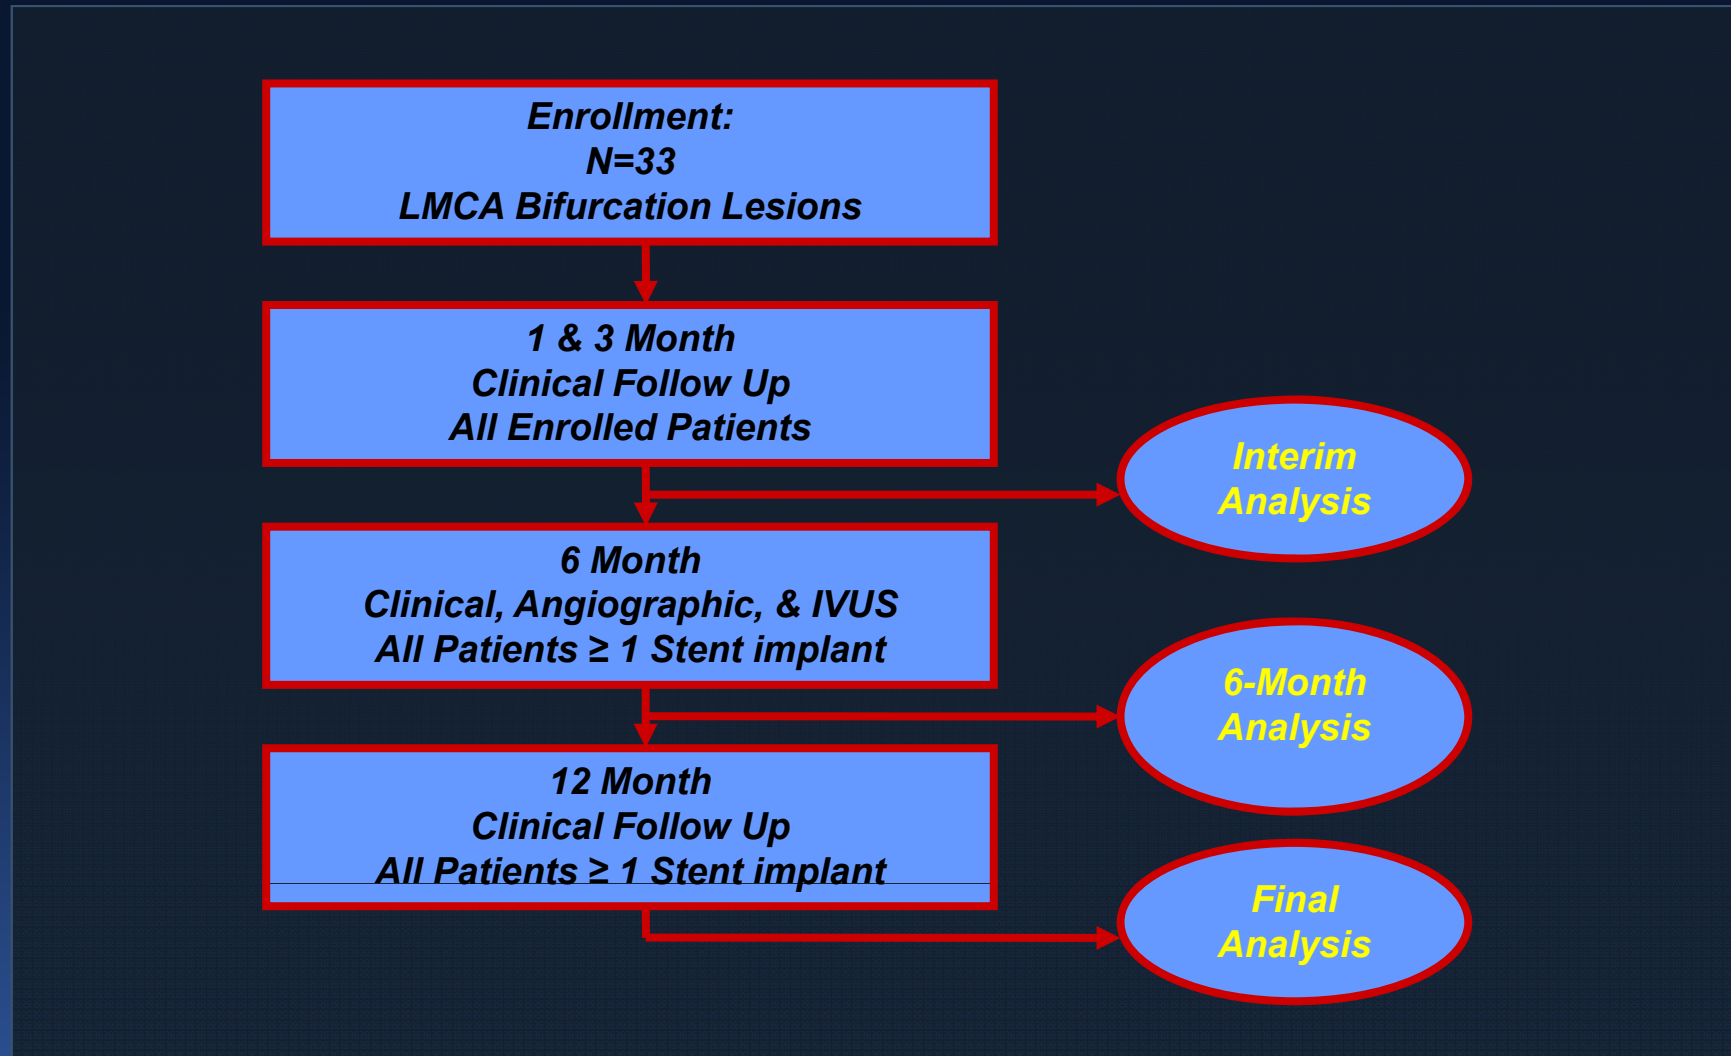 Enrollment:
N=33
LMCA Bifurcation Lesions
1 & 3 Month
Clinical Follow Up
All Enrolled Patients
Interim
Analysis
6 Month
Clinical, Angiographic, & IVUS
All Patients ≥ 1 Stent implant
6-Month
Analysis
12 Month
Clinical Follow Up
All Patients ≥ 1 Stent implant
Final
Analysis